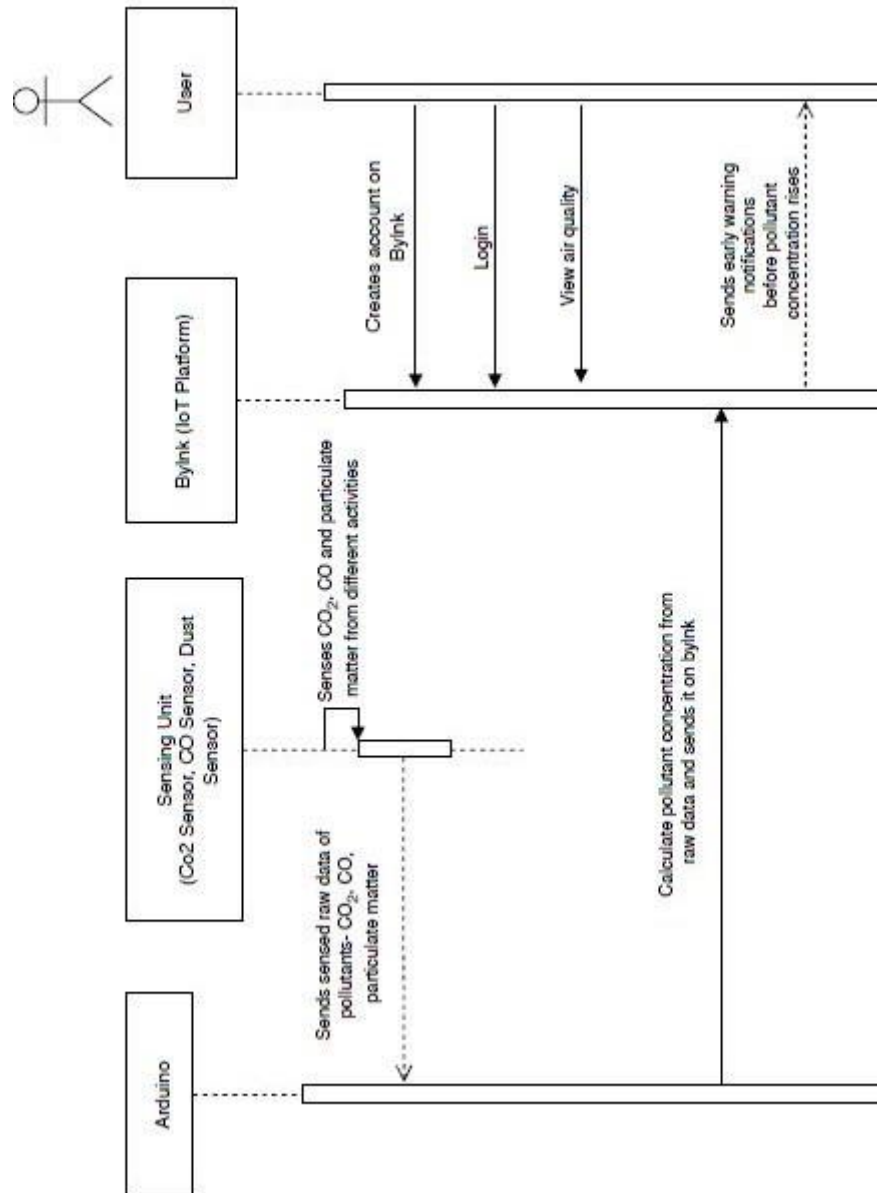 Arduino
Sensing Unit
(Co2 Sensor, CO Sensor, Dust
Sensor)
Bylnk (IoT Platform)
User
Senses CO₂, CO and particulate
matter from different activities
Creates account on
Bylnk
Sends sensed raw data of
pollutants- CO₂, CO,
particulate matter
Login
View air quality
Calculate pollutant concentration from
raw data and sends it on bylnk
Sends early warning
notifications
before pollutant
concentration rises